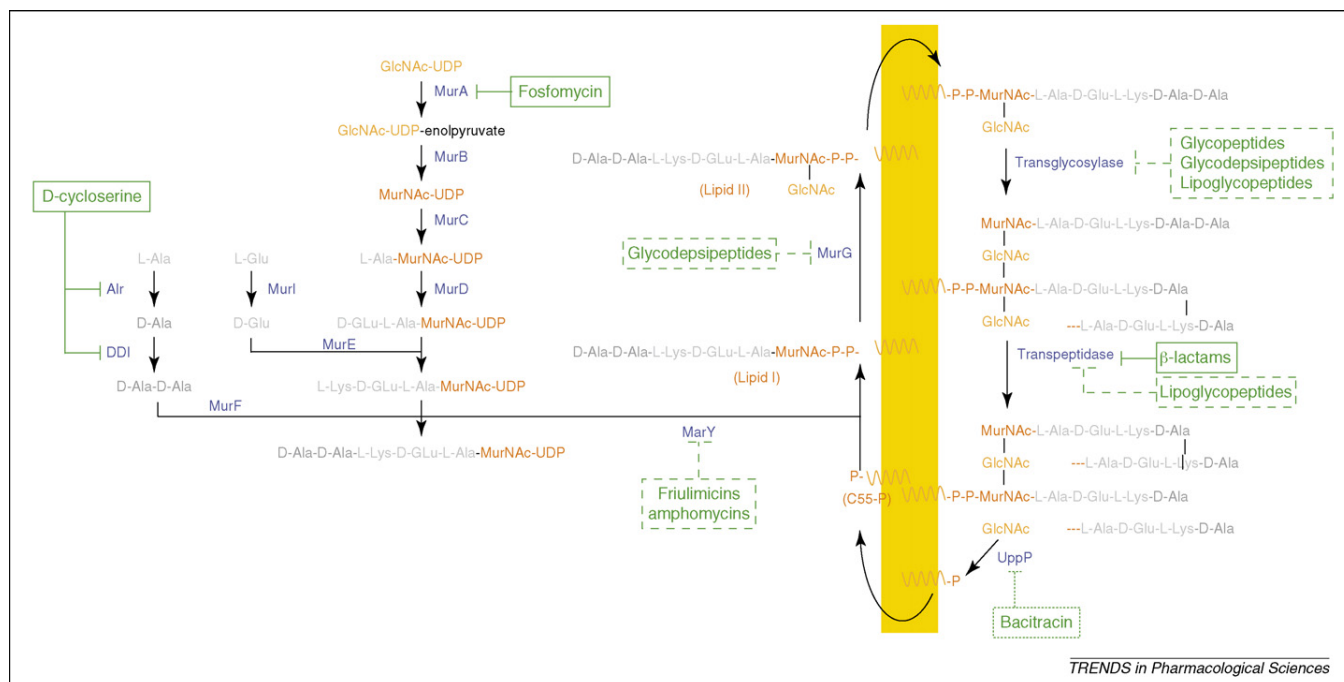 GlcNAc-UDP
MurA
Fosfomycin
GlcNAc-UDP-enolpyruvate
MurB
D-cycloserine
MurNAc-UDP
MurC
L-Ala
L-Glu
L-Ala-MurNAc-UDP
Alr
MurI
MurD
D-Ala
D-Glu
D-GLu-L-Ala-MurNAc-UDP
DDI
MurE
D-Ala-D-Ala
L-Lys-D-GLu-L-Ala-MurNAc-UDP
MurF
D-Ala-D-Ala-L-Lys-D-GLu-L-Ala-MurNAc-UDP
MarY
Friulimicins
amphomycins
D-Ala-D-Ala-L-Lys-D-GLu-L-Ala-MurNAc-P-P-
(Lipid II)
GlcNAc
Glycodepsipeptides
MurG
D-Ala-D-Ala-L-Lys-D-GLu-L-Ala-MurNAc-P-P-
(Lipid I)
P-
(C55-P)
-P-P-MurNAc-L-Ala-D-Glu-L-Lys-D-Ala-D-Ala
GlcNAc
Transglycosylase
Glycopeptides
Glycodepsipeptides
Lipoglycopeptides
MurNAc-L-Ala-D-Glu-L-Lys-DAla-D-Ala
GlcNAc
-P-P-MurNAc-L-Ala-D-Glu-L-Lys-D-Ala
GlcNAc
---L-Ala-D-Glu-L-Lys-D-Ala
Transpeptidase
β-lactams
Lipoglycopeptides
MurNAc-L-Ala-D-Glu-L-Lys-D-Ala
GlcNAc
---L-Ala-D-Glu-L-Lys-D-Ala
-P-P-MurNAc-L-Ala-D-Glu-L-Lys-D-Ala
GlcNAc
---L-Ala-D-Glu-L-Lys-D-Ala
UppP
-P
Bacitracin
TRENDS in Pharmacological Sciences